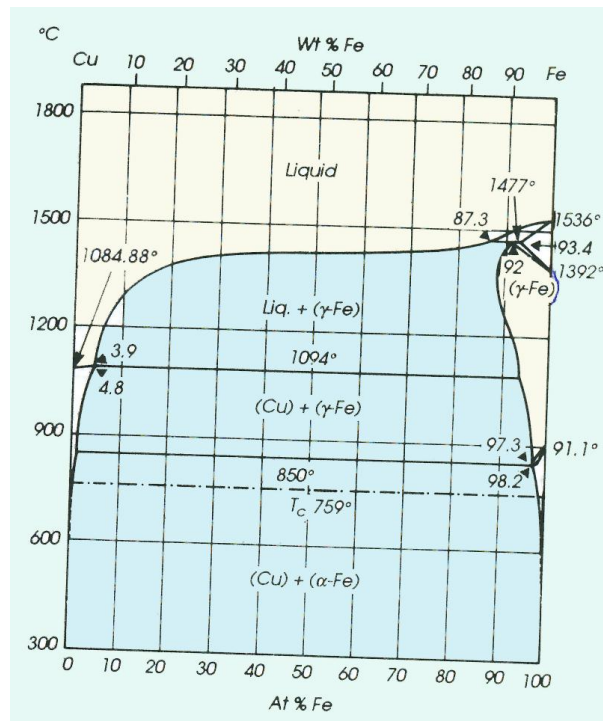 °C
Wt % Fe
Cu 10 20 30 40 50 60 70 80 90 Fe
1800
Liquid
1477°
1500
87.3
1536°
1084.88°
93.4
92
1392°
(γ-Fe)
Liq. + (γ-Fe)
1200
3.9
1094°
4.8
(Cu) + (γ-Fe)
900
97.3
91.1°
850°
98.2
T_C 759°
600
(Cu) + (α-Fe)
300
0 10 20 30 40 50 60 70 80 90 100
At % Fe